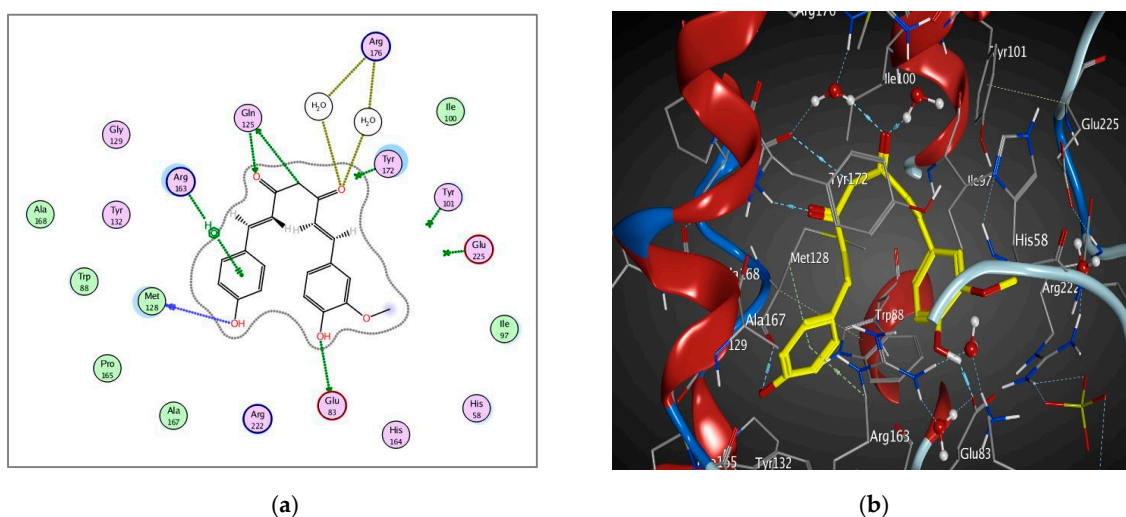 Arg
176
H₂O
H₂O
Ile
100
Gln
125
Gly
129
Tyr
172
Arg
163
Tyr
101
Ala
168
Tyr
132
O
O
H
H
H
H
H
Glu
225
Trp
88
Met
128
OH
O
OH
Ile
97
Pro
165
Ala
167
Arg
222
Glu
83
His
58
His
164
(a)
Arg176
Tyr101
Ile100
Glu225
Tyr172
Ile97
His58
Met128
Arg222
Ala167
Trp88
129
Arg163
Glu83
Tyr132
(b)